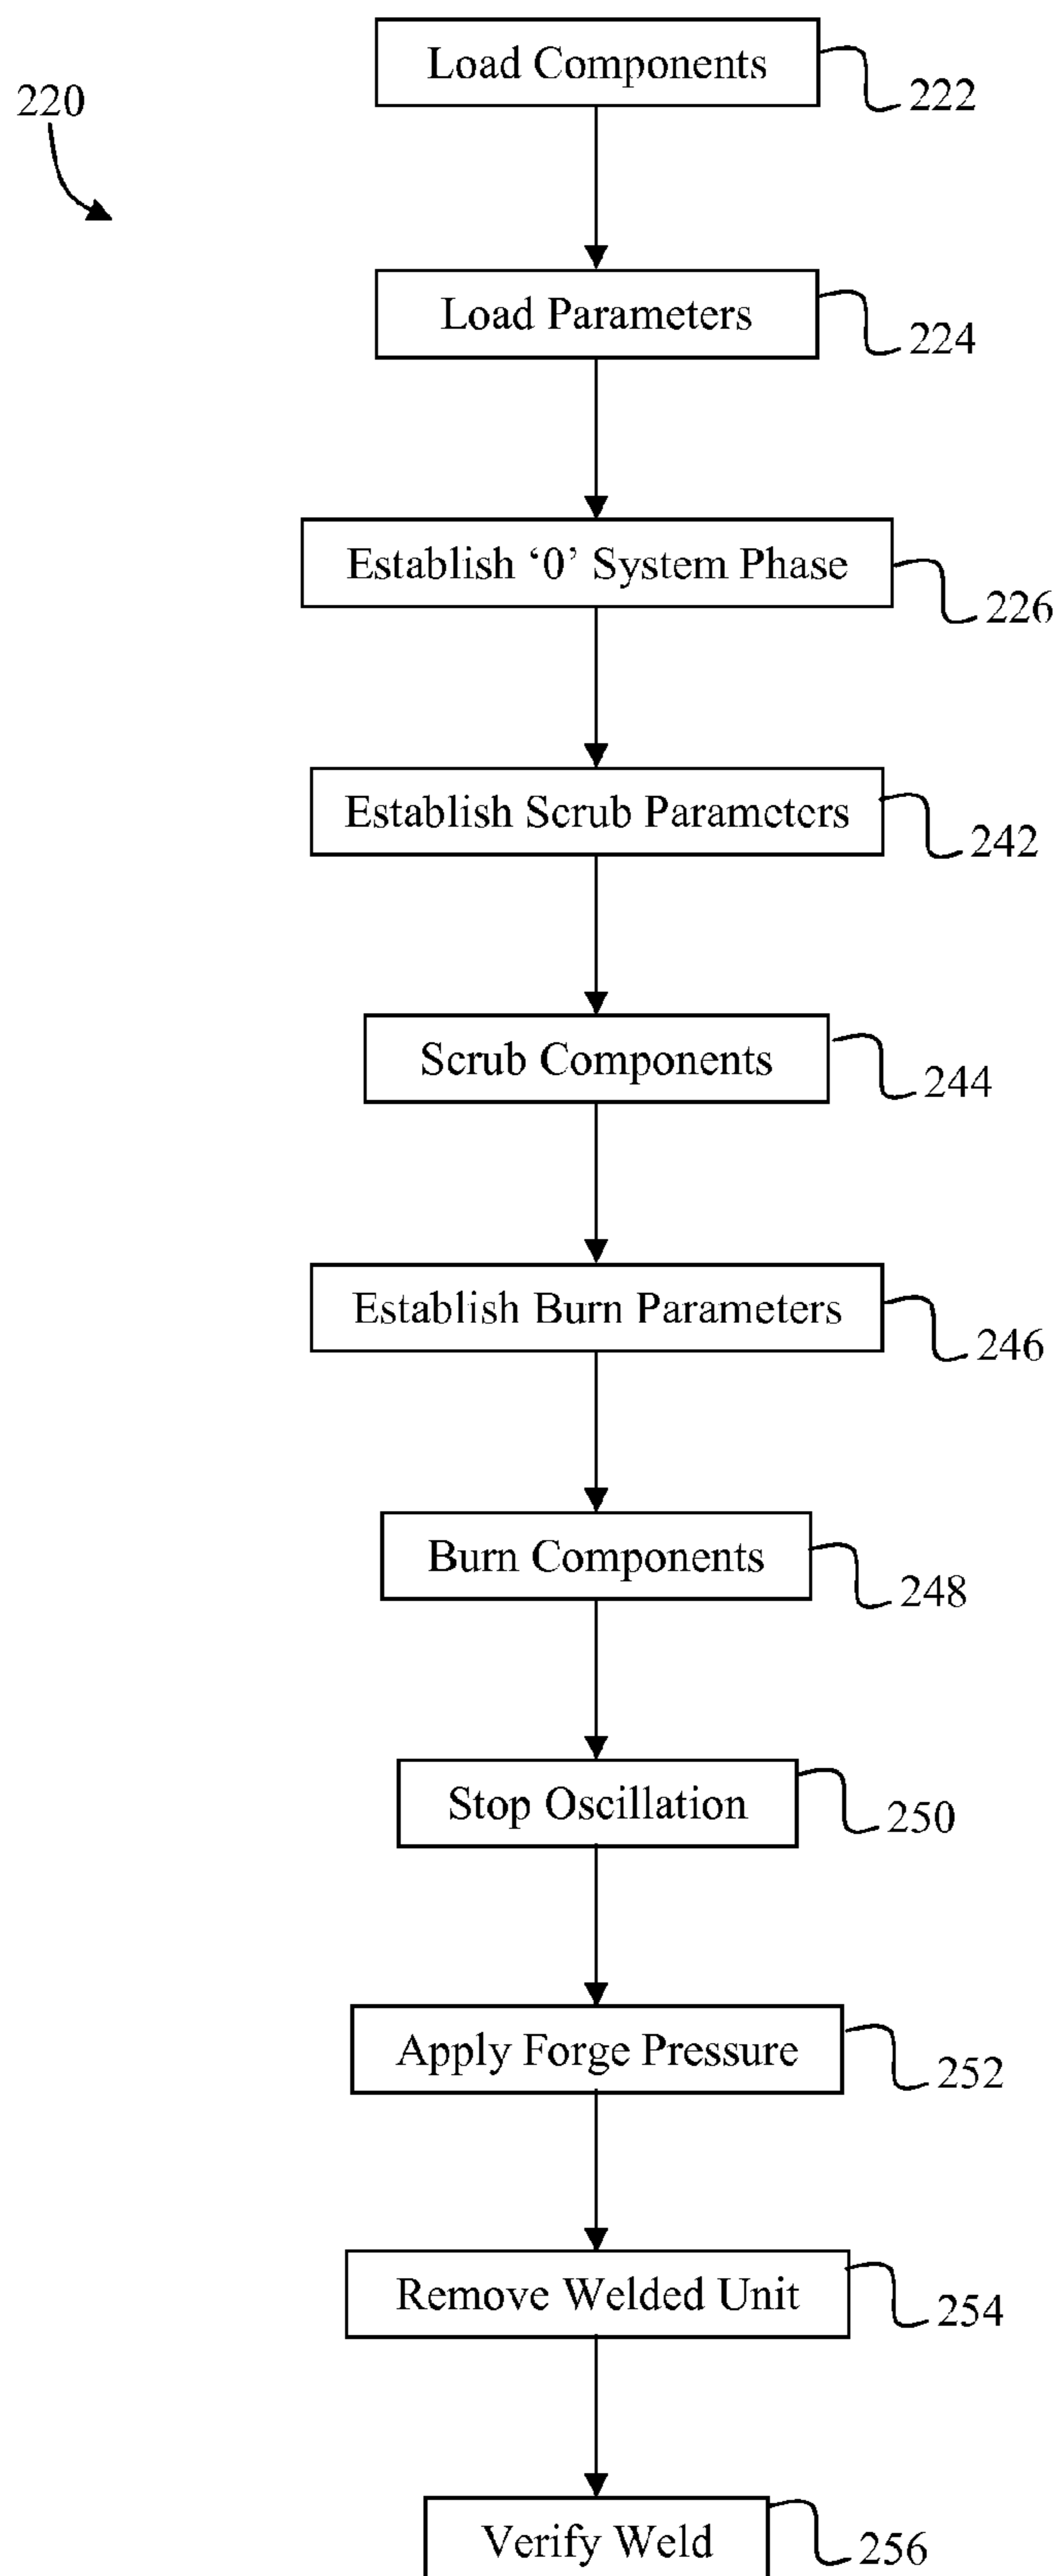 220
Load Components
222
Load Parameters
224
Establish ‘0’ System Phase
226
Establish Scrub Parameters
242
Scrub Components
244
Establish Burn Parameters
246
Burn Components
248
Stop Oscillation
250
Apply Forge Pressure
252
Remove Welded Unit
254
Verify Weld
256